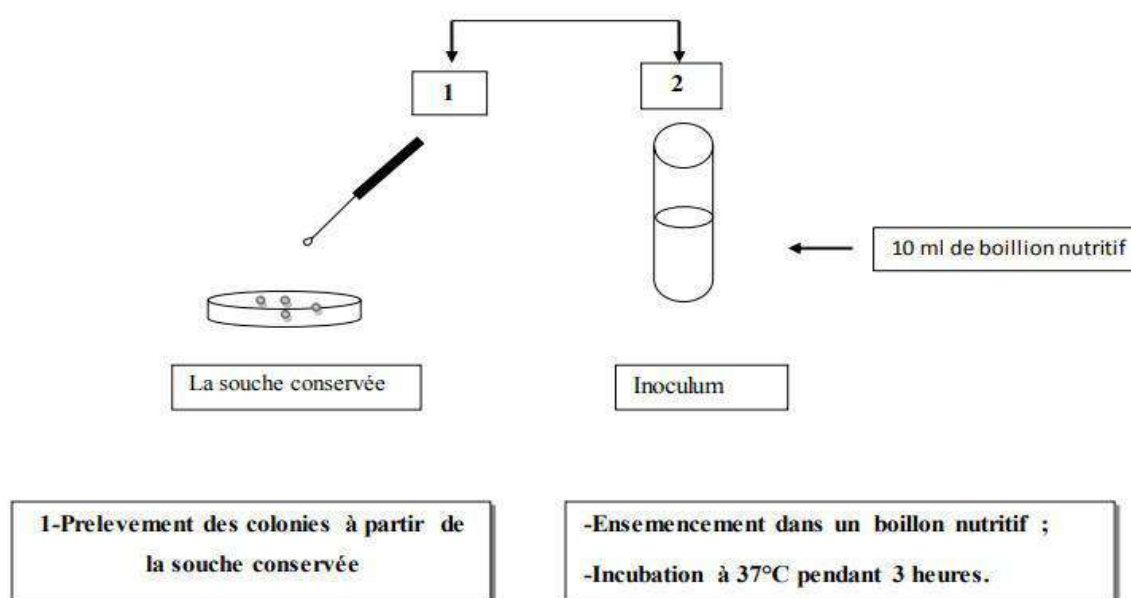 1
2
10 ml de boillion nutritif
La souche conservée
Inoculum
1-Prelevement des colonies à partir de
la souche conservée
-Ensemencement dans un boillon nutritif ;
-Incubation à 37°C pendant 3 heures.